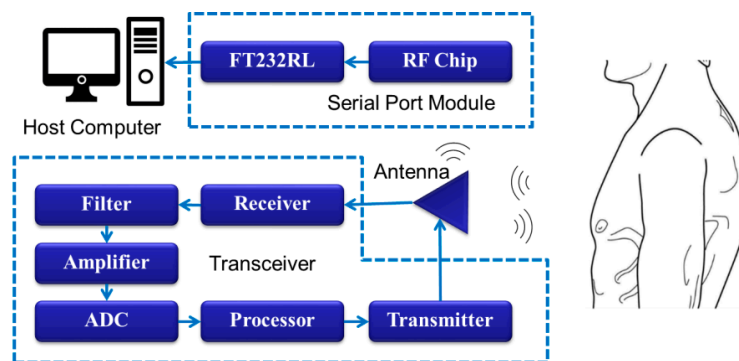 FT232RL
RF Chip
Serial Port Module
Host Computer
Antenna
Filter
Receiver
Amplifier
Transceiver
ADC
Processor
Transmitter